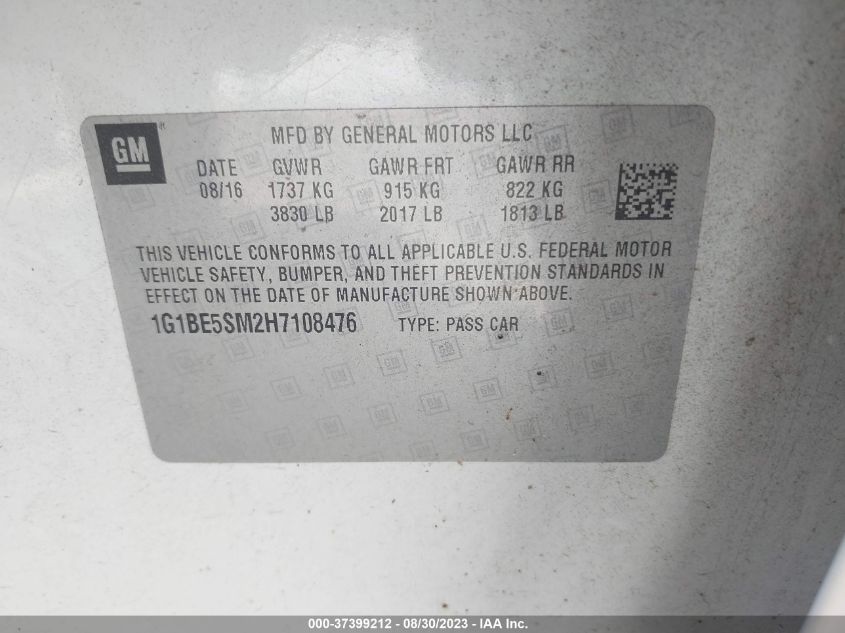 GM
MFD BY GENERAL MOTORS LLC
DATE GVWR GAWR FRT GAWR RR
08/16 1737 KG 915 KG 822 KG
3830 LB 2017 LB 1813 LB
THIS VEHICLE CONFORMS TO ALL APPLICABLE U.S. FEDERAL MOTOR
VEHICLE SAFETY, BUMPER, AND THEFT PREVENTION STANDARDS IN
EFFECT ON THE DATE OF MANUFACTURE SHOWN ABOVE.
1G1BE5SM2H7108476 TYPE: PASS CAR
000-37399212 - 08/30/2023 - IAA Inc.